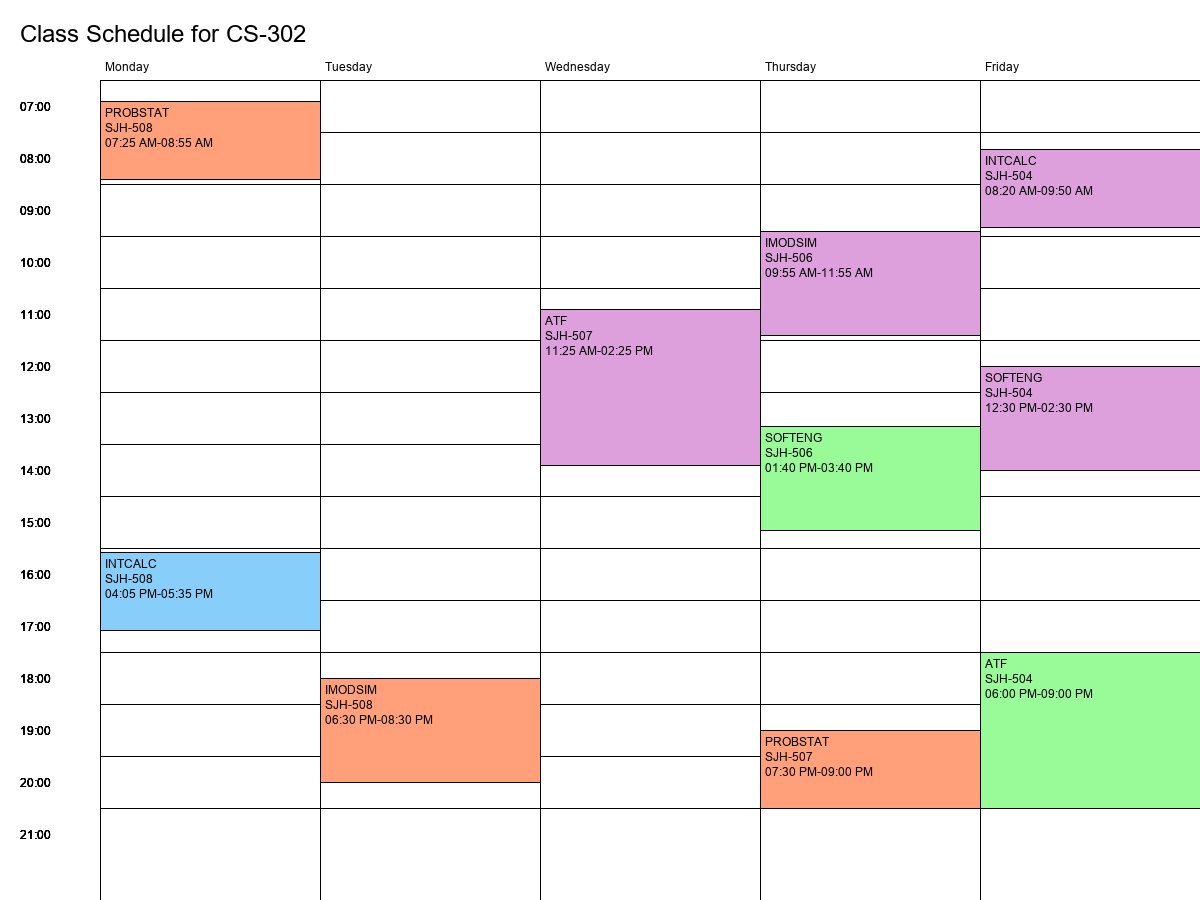 Class Schedule for CS-302
Monday
Tuesday
Wednesday
Thursday
Friday
07:00
08:00
09:00
10:00
11:00
12:00
13:00
14:00
15:00
16:00
17:00
18:00
19:00
20:00
21:00
PROBSTAT
SJH-508
07:25 AM-08:55 AM
INTCALC
SJH-508
04:05 PM-05:35 PM
IMODSIM
SJH-508
06:30 PM-08:30 PM
ATF
SJH-507
11:25 AM-02:25 PM
IMODSIM
SJH-506
09:55 AM-11:55 AM
SOFTENG
SJH-506
01:40 PM-03:40 PM
PROBSTAT
SJH-507
07:30 PM-09:00 PM
INTCALC
SJH-504
08:20 AM-09:50 AM
SOFTENG
SJH-504
12:30 PM-02:30 PM
ATF
SJH-504
06:00 PM-09:00 PM